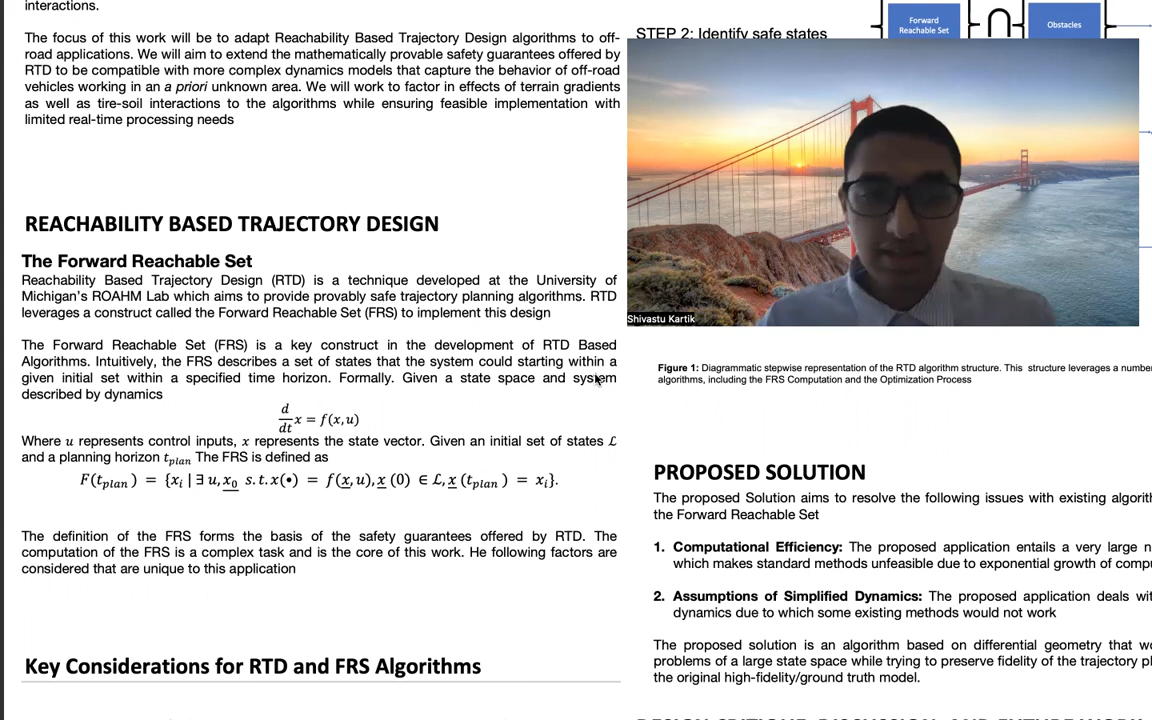 interactions.
The focus of this work will be to adapt Reachability Based Trajectory Design algorithms to off-
road applications. We will aim to extend the mathematically provable safety guarantees offered by
RTD to be compatible with more complex dynamics models that capture the behavior of off-road
vehicles working in an a priori unknown area. We will work to factor in effects of terrain gradients
as well as tire-soil interactions to the algorithms while ensuring feasible implementation with
limited real-time processing needs
REACHABILITY BASED TRAJECTORY DESIGN
The Forward Reachable Set
Reachability Based Trajectory Design (RTD) is a technique developed at the University of
Michigan's ROAHM Lab which aims to provide provably safe trajectory planning algorithms. RTD
leverages a construct called the Forward Reachable Set (FRS) to implement this design
The Forward Reachable Set (FRS) is a key construct in the development of RTD Based
Algorithms. Intuitively, the FRS describes a set of states that the system could starting within a
given initial set within a specified time horizon. Formally. Given a state space and system
described by dynamics
d/dt x = f(x, u)
Where u represents control inputs, x represents the state vector. Given an initial set of states ℒ
and a planning horizon t_plan The FRS is defined as
F(t_plan) = {x_i | ∃ u, x_0 s.t. x(•) = f(x, u), x (0) ∈ ℒ, x (t_plan) = x_i}.
The definition of the FRS forms the basis of the safety guarantees offered by RTD. The
computation of the FRS is a complex task and is the core of this work. He following factors are
considered that are unique to this application
Key Considerations for RTD and FRS Algorithms
Forward
Reachable Set
∩
Obstacles
STEP 2: Identify safe states
Shivastu Kartik
Figure 1: Diagrammatic stepwise representation of the RTD algorithm structure. This structure leverages a number
algorithms, including the FRS Computation and the Optimization Process
PROPOSED SOLUTION
The proposed Solution aims to resolve the following issues with existing algorit
the Forward Reachable Set
1. Computational Efficiency: The proposed application entails a very large n
which makes standard methods unfeasible due to exponential growth of comp
2. Assumptions of Simplified Dynamics: The proposed application deals wit
dynamics due to which some existing methods would not work
The proposed solution is an algorithm based on differential geometry that wo
problems of a large state space while trying to preserve fidelity of the trajectory pl
the original high-fidelity/ground truth model.